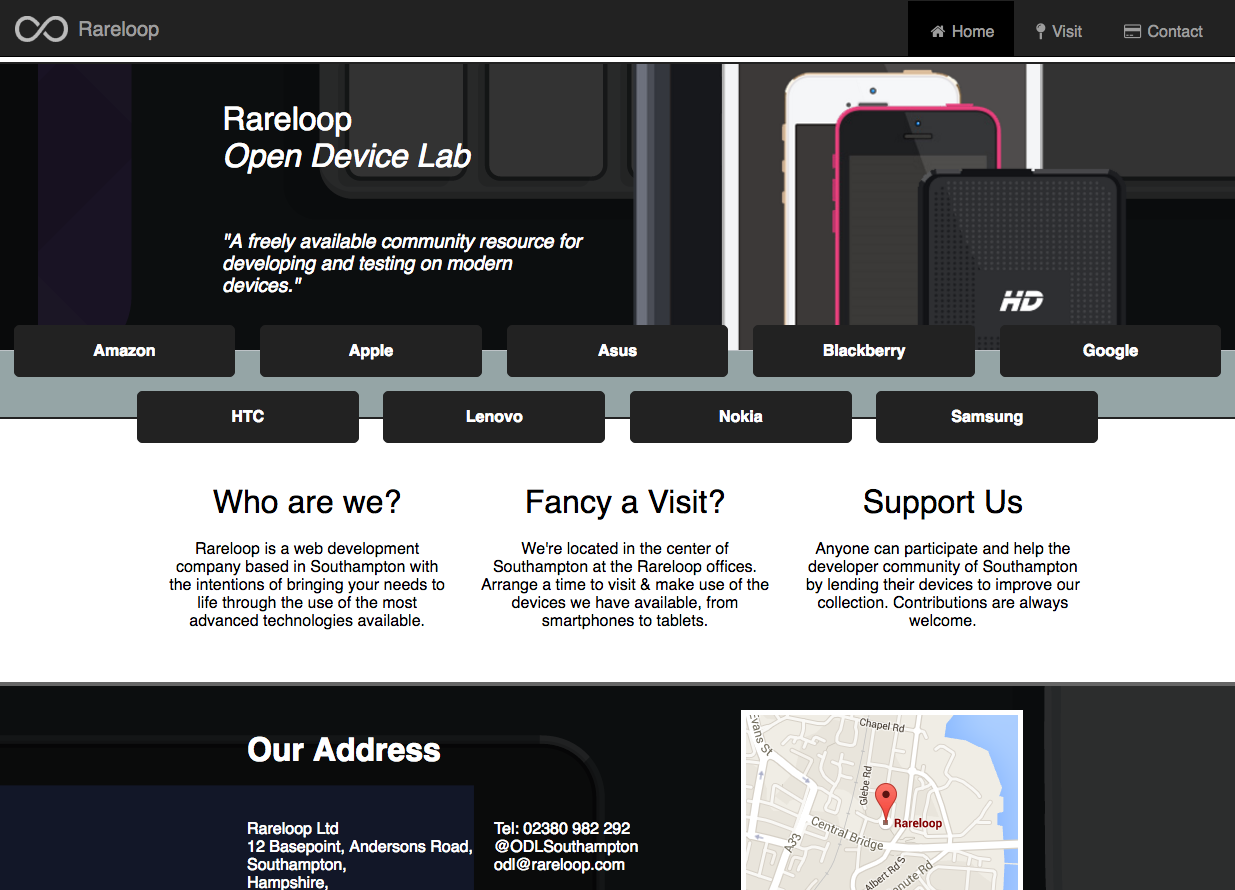 Rareloop
Home
Visit
Contact
Rareloop
Open Device Lab
"A freely available community resource for
developing and testing on modern
devices."
HD
Amazon
Apple
Asus
Blackberry
Google
HTC
Lenovo
Nokia
Samsung
Who are we?
Rareloop is a web development
company based in Southampton with
the intentions of bringing your needs to
life through the use of the most
advanced technologies available.
Fancy a Visit?
We're located in the center of
Southampton at the Rareloop offices.
Arrange a time to visit & make use of the
devices we have available, from
smartphones to tablets.
Support Us
Anyone can participate and help the
developer community of Southampton
by lending their devices to improve our
collection. Contributions are always
welcome.
Our Address
Rareloop Ltd
12 Basepoint, Andersons Road,
Southampton,
Hampshire,
Tel: 02380 982 292
@ODLSouthampton
odl@rareloop.com
Evans St
Chapel Rd
Glebe Rd
Rareloop
Central Bridge
A33
Albert Rd S